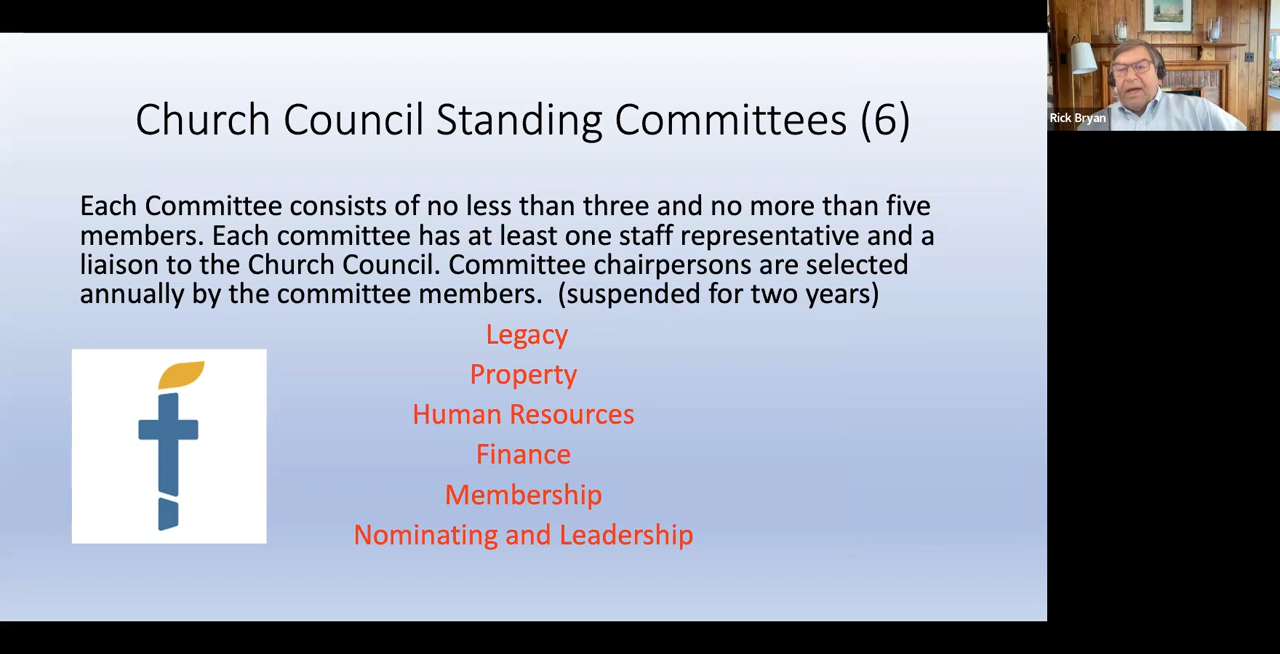 Church Council Standing Committees (6)
Each Committee consists of no less than three and no more than five
members. Each committee has at least one staff representative and a
liaison to the Church Council. Committee chairpersons are selected
annually by the committee members.  (suspended for two years)
Legacy
Property
Human Resources
Finance
Membership
Nominating and Leadership
Rick Bryan